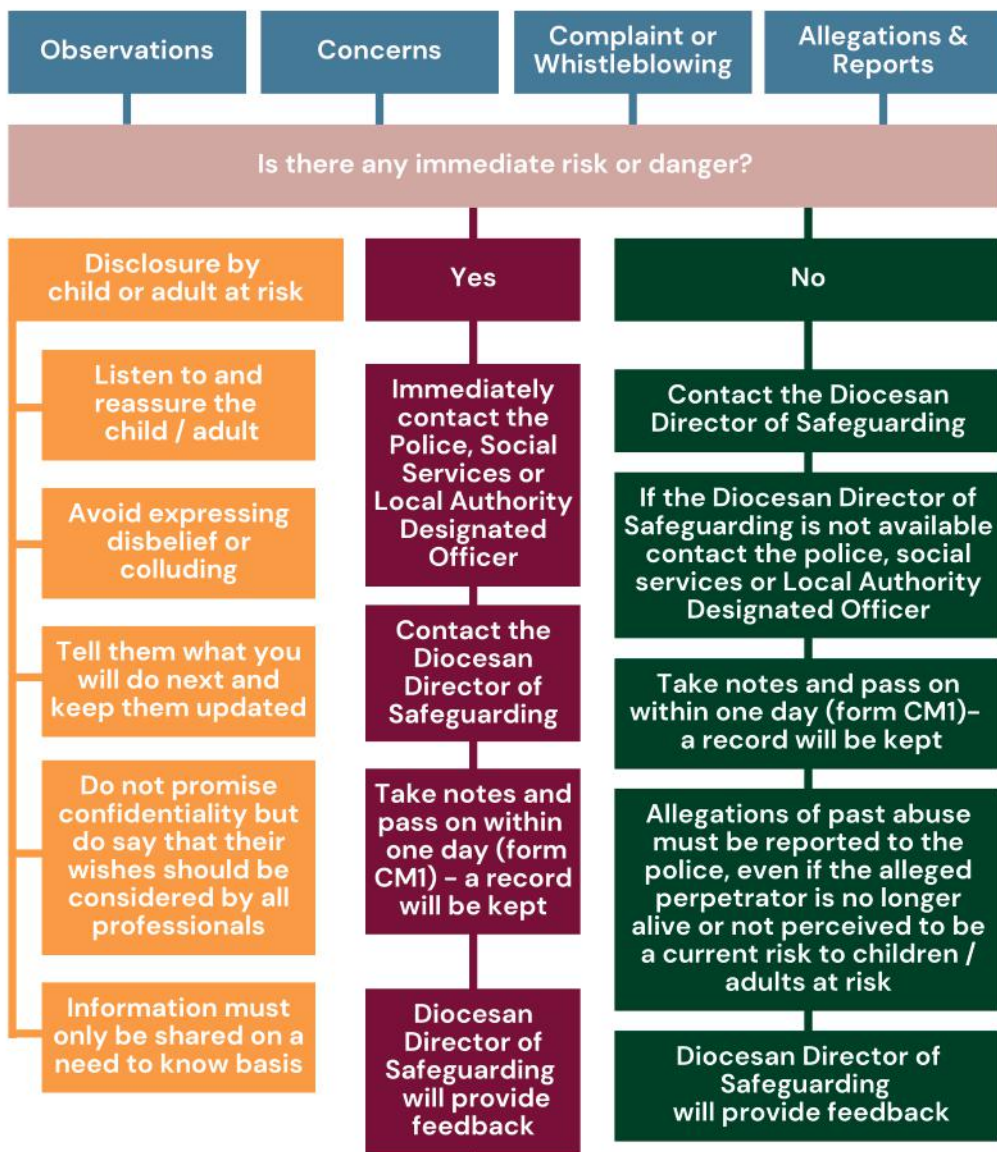 Observations
Concerns
Complaint or
Whistleblowing
Allegations &
Reports
Is there any immediate risk or danger?
Disclosure by
child or adult at risk
Listen to and
reassure the
child / adult
Avoid expressing
disbelief or
colluding
Tell them what you
will do next and
keep them updated
Do not promise
confidentiality but
do say that their
wishes should be
considered by all
professionals
Information must
only be shared on a
need to know basis
Yes
Immediately
contact the
Police, Social
Services or
Local Authority
Designated
Officer
Contact the
Diocesan
Director of
Safeguarding
Take notes and
pass on within
one day (form
CM1) - a record
will be kept
Diocesan
Director of
Safeguarding
will provide
feedback
No
Contact the Diocesan
Director of Safeguarding
If the Diocesan Director of
Safeguarding is not available
contact the police, social
services or Local Authority
Designated Officer
Take notes and pass on
within one day (form CM1)-
a record will be kept
Allegations of past abuse
must be reported to the
police, even if the alleged
perpetrator is no longer
alive or not perceived to be
a current risk to children /
adults at risk
Diocesan Director of
Safeguarding
will provide feedback